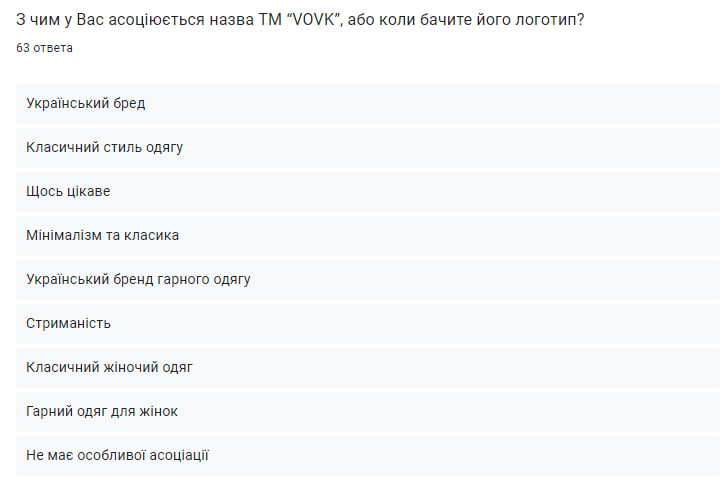 З чим у Вас асоціюється назва ТМ “VOVK”, або коли бачите його логотип?
63 ответа
Український бред
Класичний стиль одягу
Щось цікаве
Мінімалізм та класика
Український бренд гарного одягу
Стриманість
Класичний жіночий одяг
Гарний одяг для жінок
Не має особливої асоціації